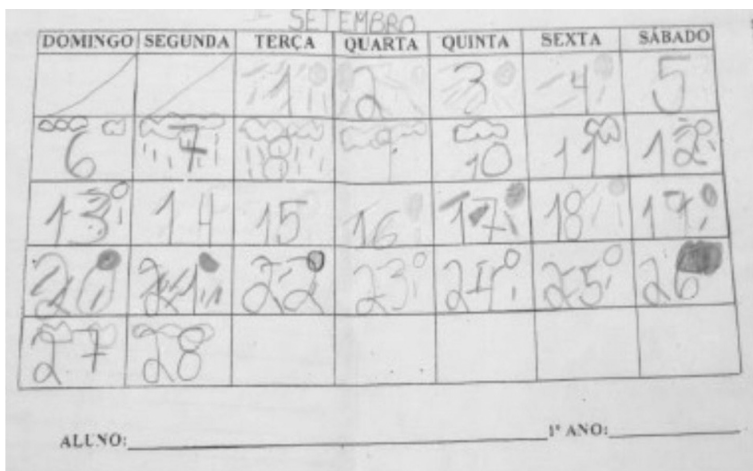 SETEMBRO
DOMINGO SEGUNDA TERÇA QUARTA QUINTA SEXTA SÁBADO
1 2 3 4 5
6 7 8 9 10 11 12
13 14 15 16 17 18 19
20 21 22 23 24 25 26
27 28
ALUNO: 1º ANO: